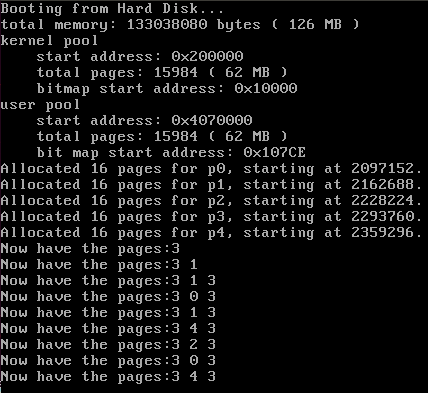 Booting from Hard Disk...
total memory: 133038080 bytes ( 126 MB )
kernel pool
    start address: 0x200000
    total pages: 15984 ( 62 MB )
    bitmap start address: 0x10000
user pool
    start address: 0x4070000
    total pages: 15984 ( 62 MB )
    bit map start address: 0x107CE
Allocated 16 pages for p0, starting at 2097152.
Allocated 16 pages for p1, starting at 2162688.
Allocated 16 pages for p2, starting at 2228224.
Allocated 16 pages for p3, starting at 2293760.
Allocated 16 pages for p4, starting at 2359296.
Now have the pages:3
Now have the pages:3 1
Now have the pages:3 1 3
Now have the pages:3 0 3
Now have the pages:3 1 3
Now have the pages:3 4 3
Now have the pages:3 2 3
Now have the pages:3 0 3
Now have the pages:3 4 3